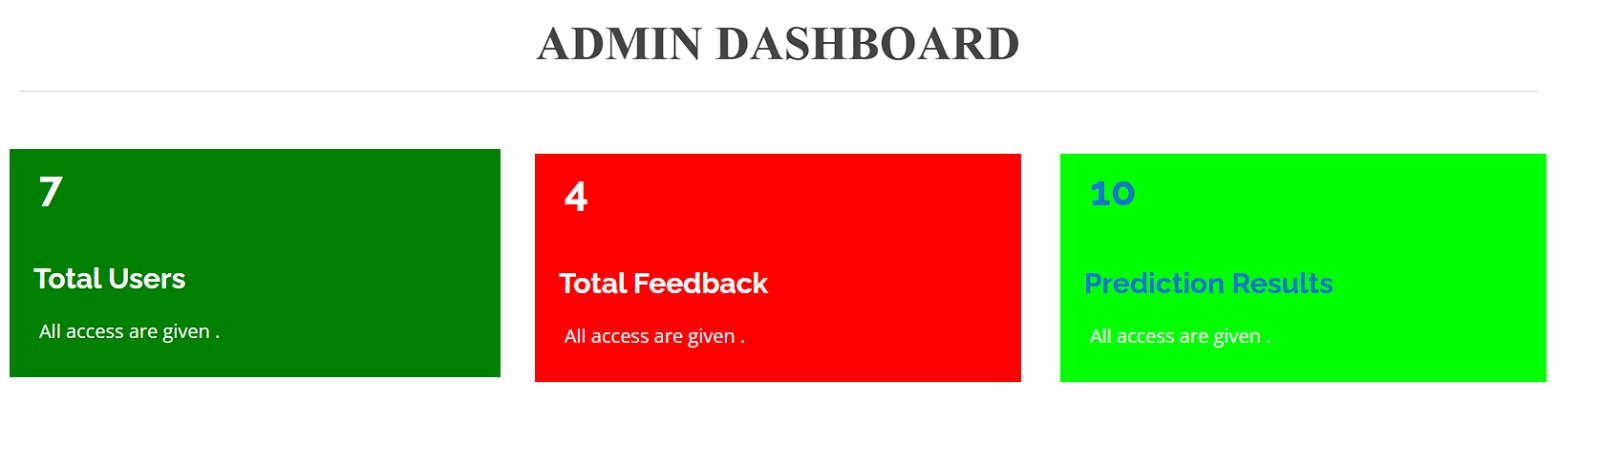 ADMIN DASHBOARD
7
Total Users
All access are given .
4
Total Feedback
All access are given .
10
Prediction Results
All access are given .